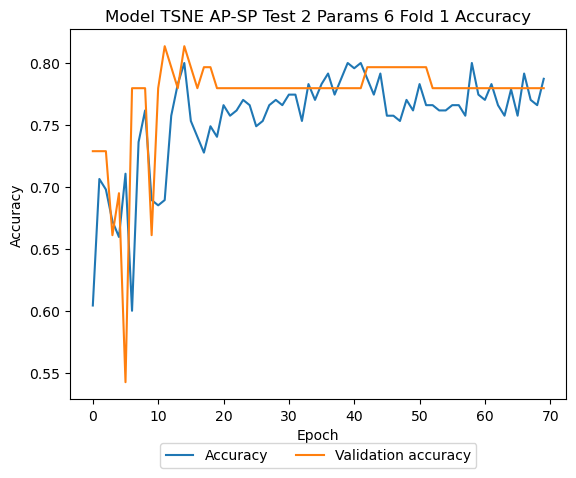 Model TSNE AP-SP Test 2 Params 6 Fold 1 Accuracy
Accuracy
0.80
0.75
0.70
0.65
0.60
0.55
0 10 20 30 40 50 60 70
Epoch
Accuracy Validation accuracy